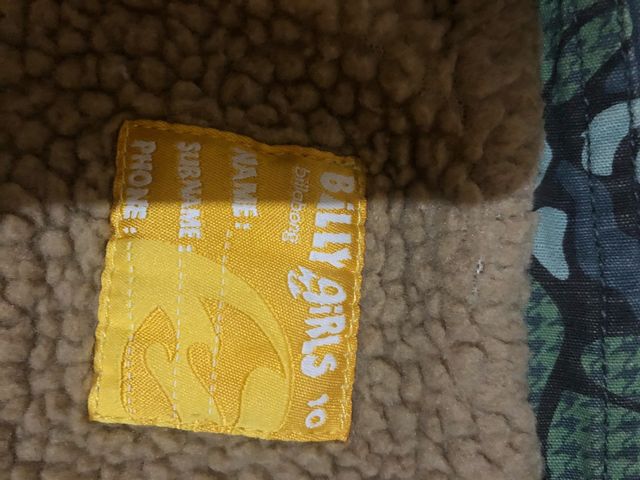 BiLLY giRLS 10
billabong
NAME :
SURNAME :
PHONE :